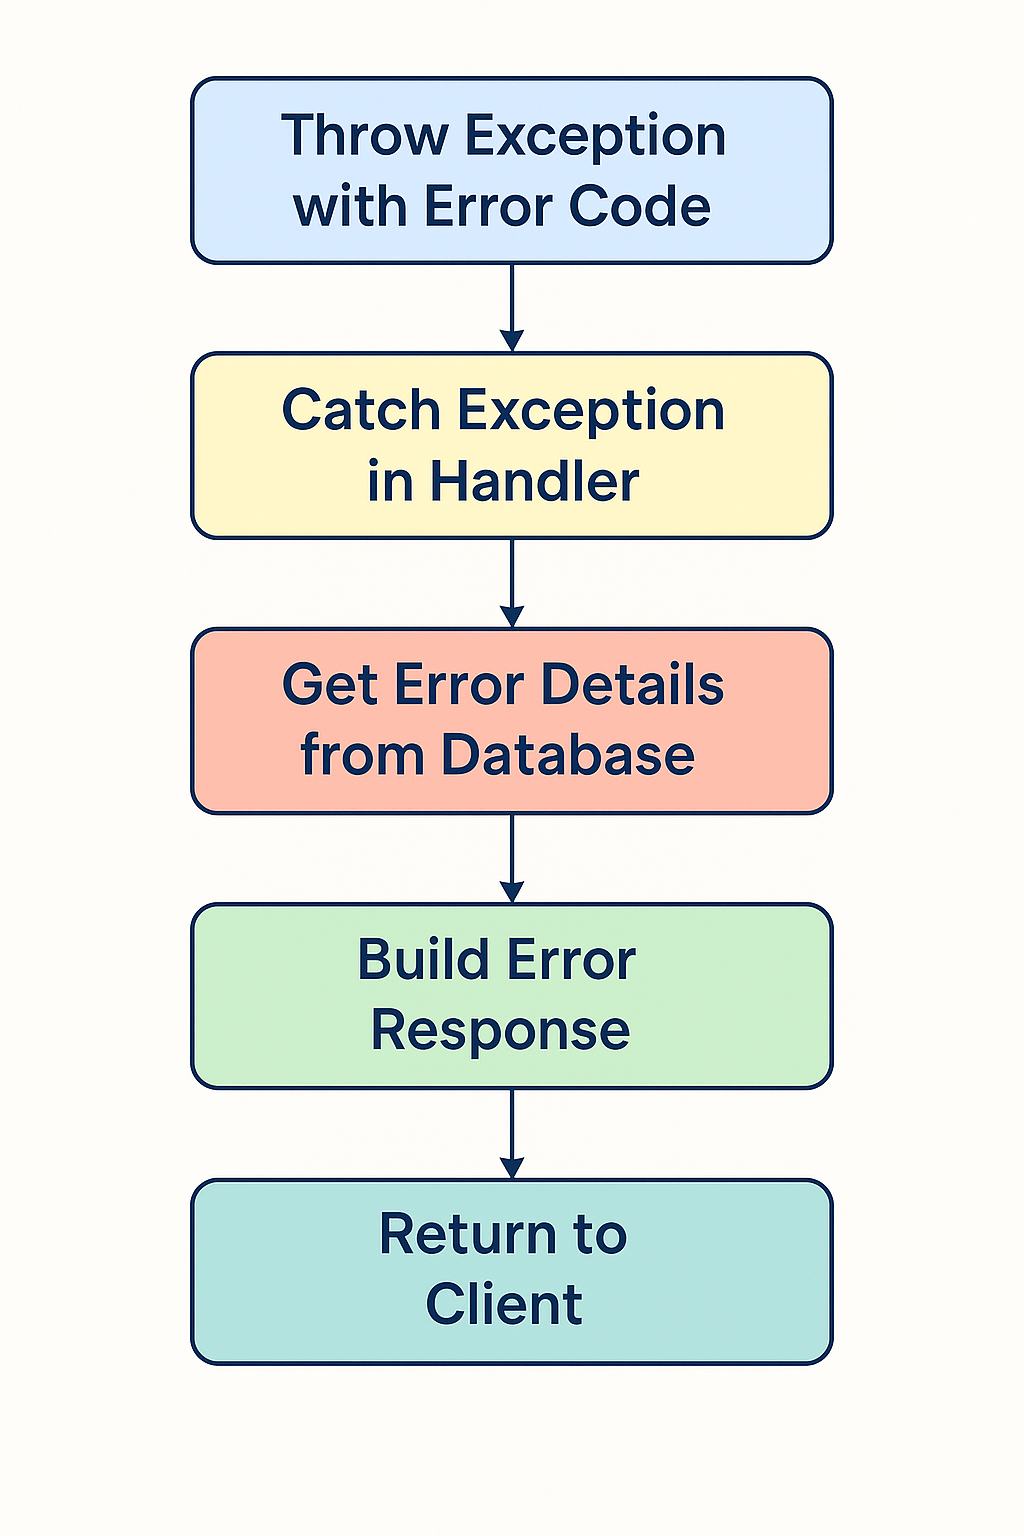 Throw Exception
with Error Code
Catch Exception
in Handler
Get Error Details
from Database
Build Error
Response
Return to
Client